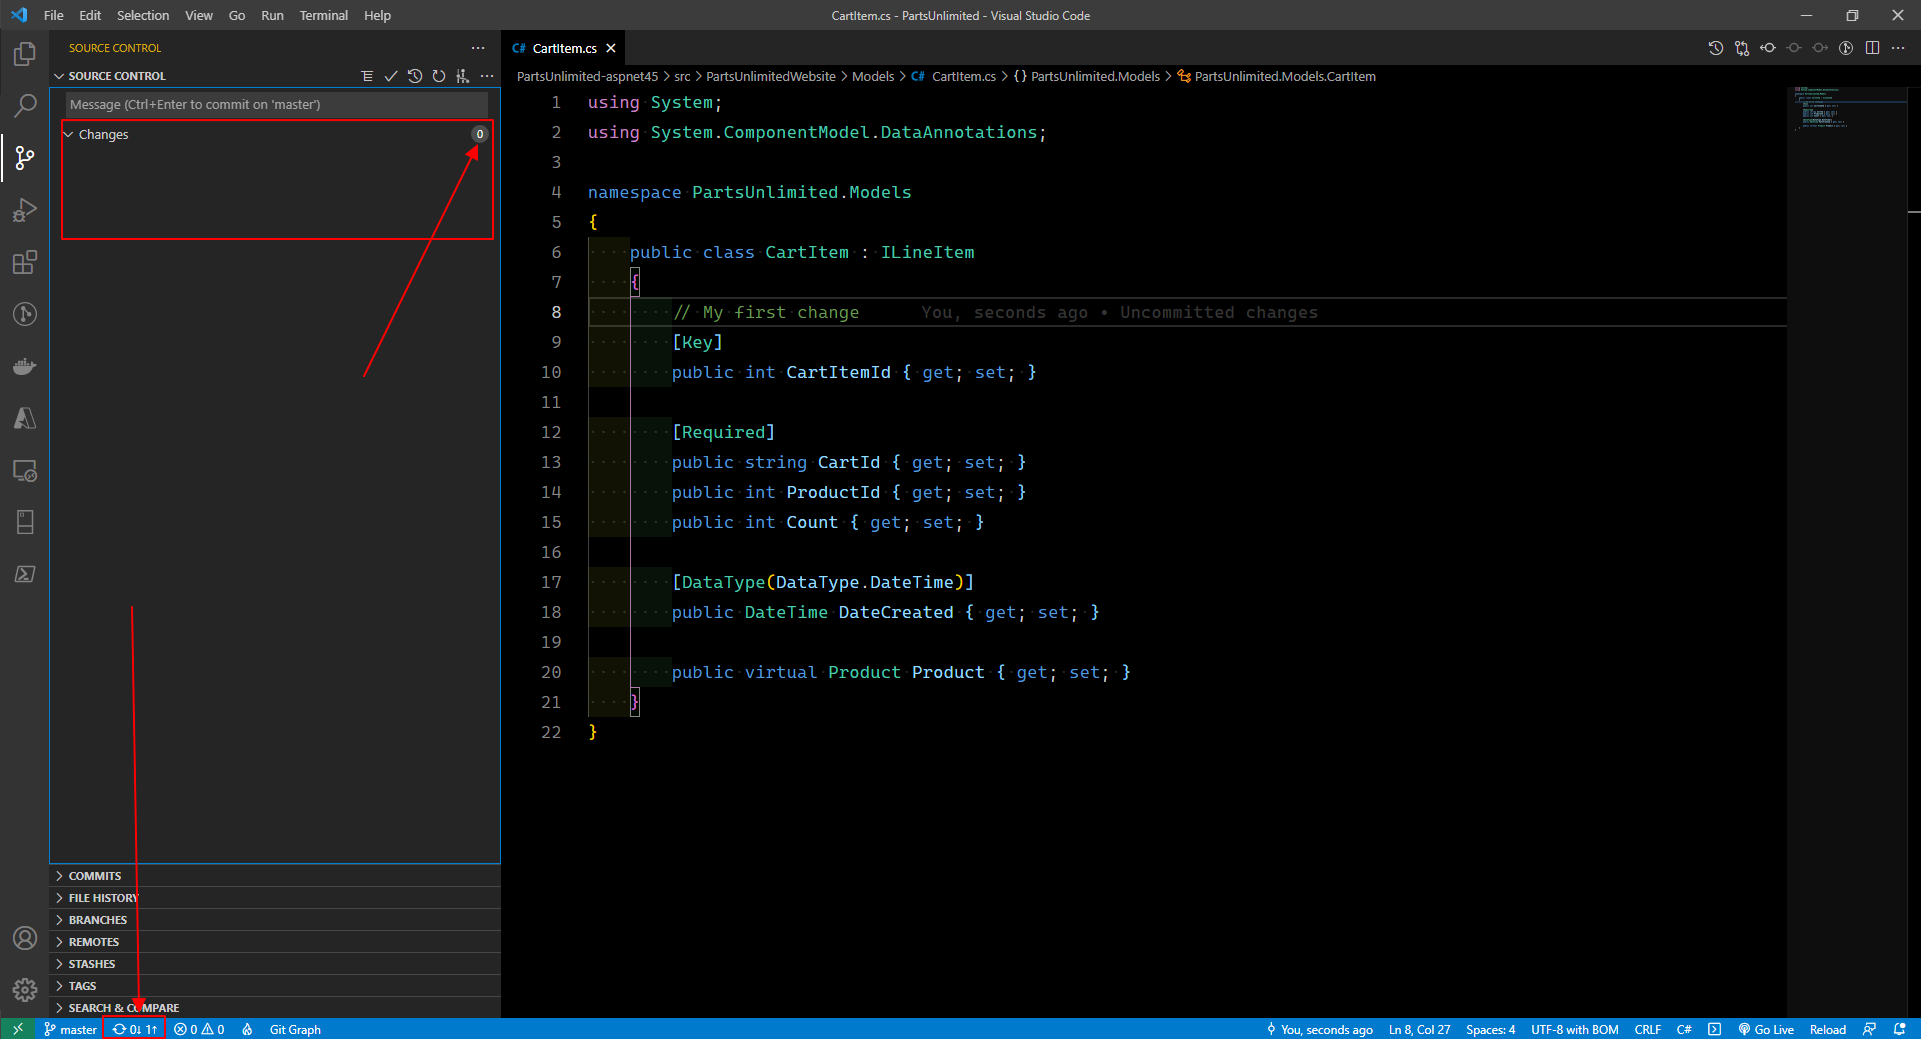 File Edit Selection View Go Run Terminal Help
CartItem.cs - PartsUnlimited - Visual Studio Code
SOURCE CONTROL
SOURCE CONTROL
Message (Ctrl+Enter to commit on 'master')
Changes 0
COMMITS
FILE HISTORY
BRANCHES
REMOTES
STASHES
TAGS
SEARCH & COMPARE
C# CartItem.cs
PartsUnlimited-aspnet45 > src > PartsUnlimitedWebsite > Models > C# CartItem.cs > {} PartsUnlimited.Models > PartsUnlimited.Models.CartItem
1 using System;
2 using System.ComponentModel.DataAnnotations;
3
4 namespace PartsUnlimited.Models
5 {
6 public class CartItem : ILineItem
7 {
8 // My first change You, seconds ago • Uncommitted changes
9 [Key]
10 public int CartItemId { get; set; }
11
12 [Required]
13 public string CartId { get; set; }
14 public int ProductId { get; set; }
15 public int Count { get; set; }
16
17 [DataType(DataType.DateTime)]
18 public DateTime DateCreated { get; set; }
19
20 public virtual Product Product { get; set; }
21 }
22 }
master 0↓ 1↑ 0 0 Git Graph You, seconds ago Ln 8, Col 27 Spaces: 4 UTF-8 with BOM CRLF C# Go Live Reload